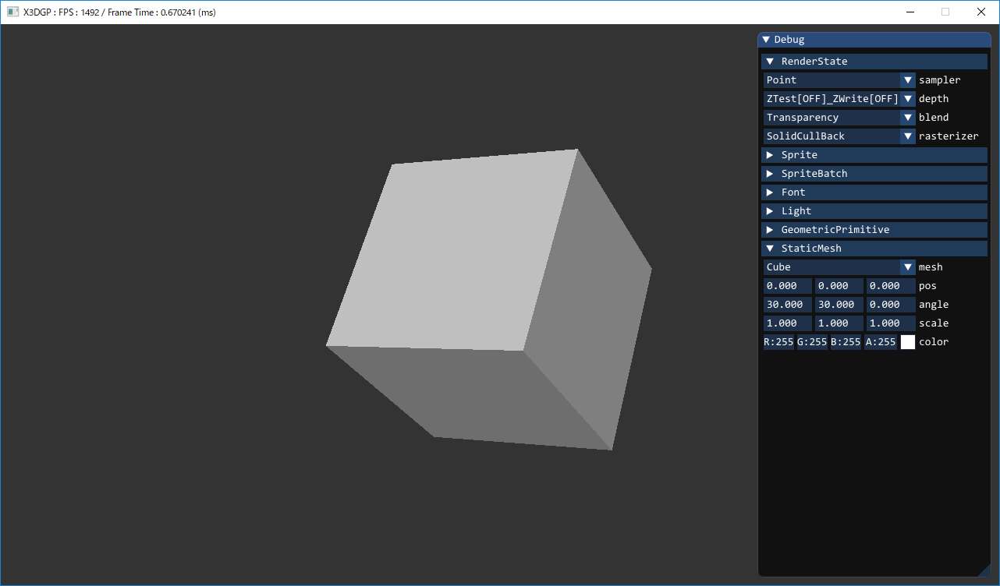 X3DGP : FPS : 1492 / Frame Time : 0.670241 (ms)
Debug
RenderState
Point sampler
ZTest[OFF]_ZWrite[OFF] depth
Transparency blend
SolidCullBack rasterizer
Sprite
SpriteBatch
Font
Light
GeometricPrimitive
StaticMesh
Cube mesh
0.000 0.000 0.000 pos
30.000 30.000 0.000 angle
1.000 1.000 1.000 scale
R:255 G:255 B:255 A:255 color